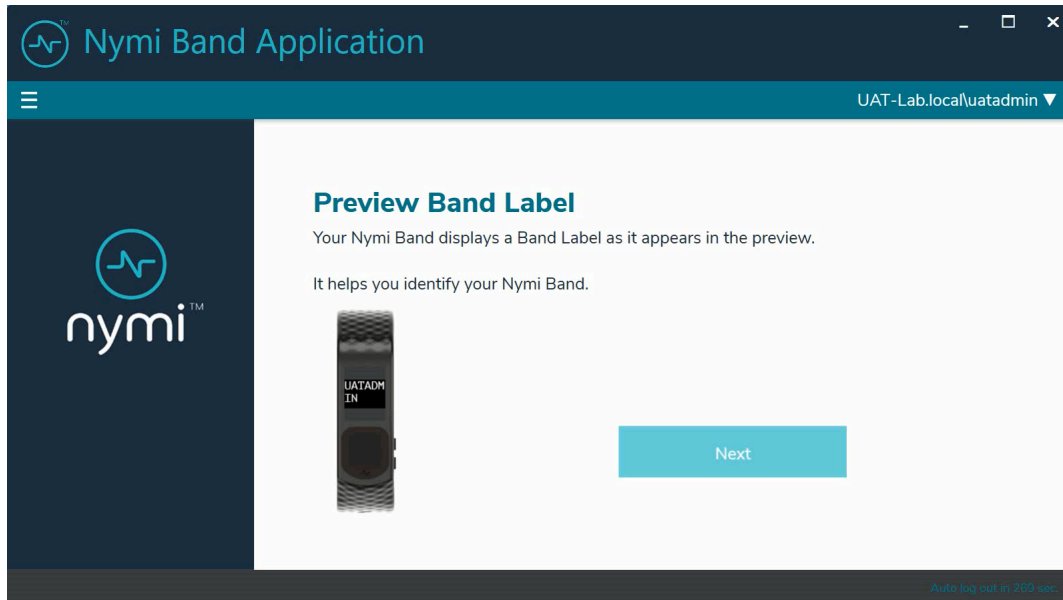 Nymi Band Application
UAT-Lab.local\uatadmin ▼
nymi™
Preview Band Label
Your Nymi Band displays a Band Label as it appears in the preview.
It helps you identify your Nymi Band.
UATADM
IN
Next
Auto log out in 289 sec.